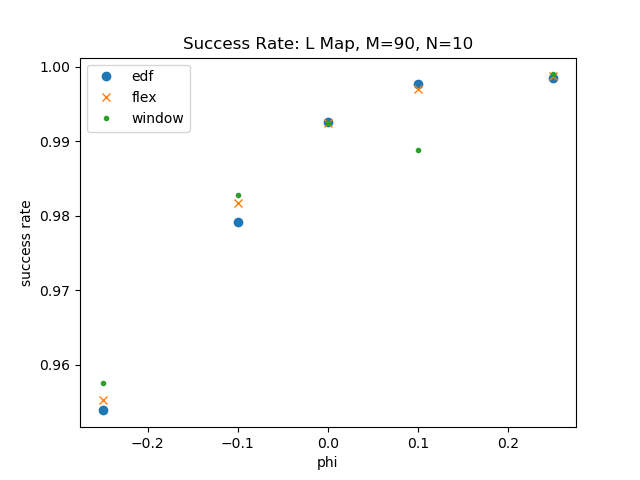 Success Rate: L Map, M=90, N=10
edf
flex
window
1.00
0.99
0.98
0.97
0.96
success rate
−0.2
−0.1
0.0
0.1
0.2
phi